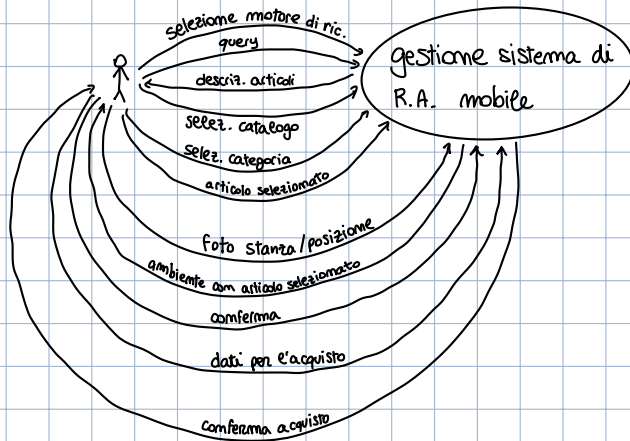 selezione motore di ric.
query
descriz. articoli
selez. catalogo
selez. categoria
articolo selezionato
foto stanza/posizione
ambiente con articolo selezionato
conferma
dati per l'acquisto
conferma acquisto
gestione sistema di
R.A. mobile